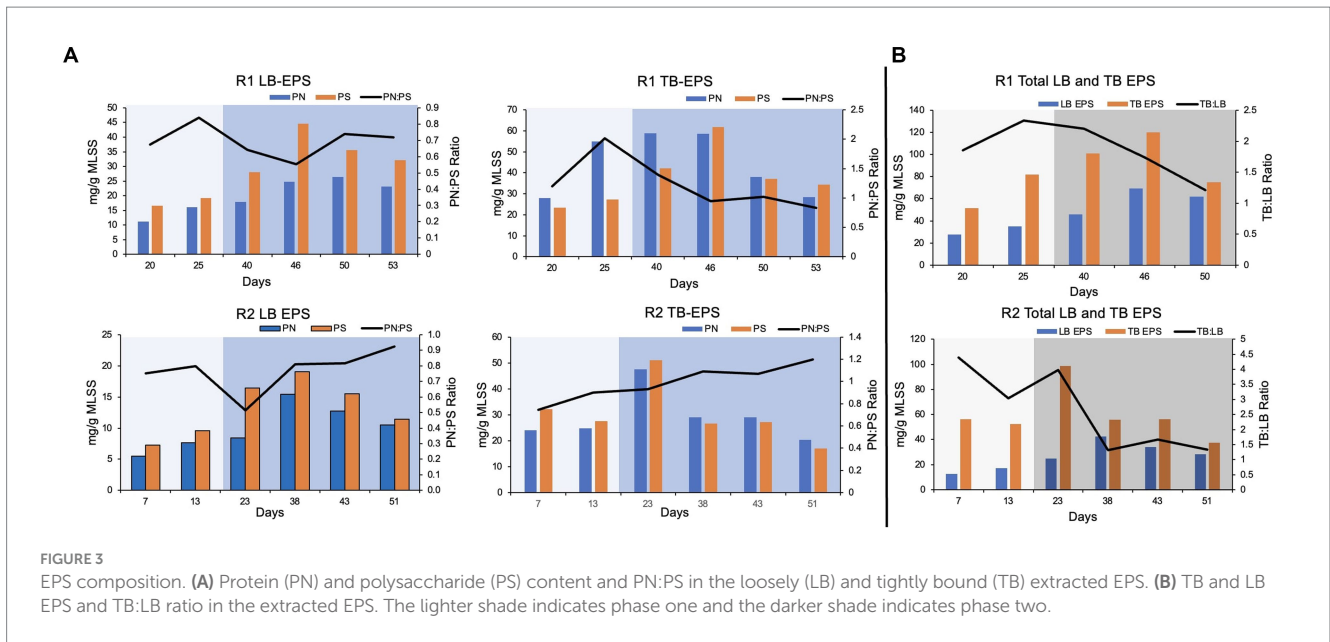 A
R1 LB-EPS
PN PS PN:PS
50
45
40
35
30
25
20
15
10
5
0
mg/g MLSS
0.9
0.8
0.7
0.6
0.5
0.4
0.3
0.2
0.1
0
PN:PS Ratio
20 25 40 46 50 53
Days
R1 TB-EPS
PN PS PN:PS
70
60
50
40
30
20
10
0
mg/g MLSS
2.5
2
1.5
1
0.5
0
PN:PS Ratio
20 25 40 46 50 53
Days
B
R1 Total LB and TB EPS
LB EPS TB EPS TB:LB
140
120
100
80
60
40
20
0
mg/g MLSS
2.5
2
1.5
1
0.5
0
TB:LB Ratio
20 25 40 46 50
Days
R2 LB EPS
PN PS PN:PS
25
20
15
10
5
0
mg/g MLSS
1.0
0.9
0.8
0.7
0.6
0.5
0.4
0.3
0.2
0.1
0.0
PN:PS Ratio
7 13 23 38 43 51
Days
R2 TB-EPS
PN PS PN:PS
60
50
40
30
20
10
0
mg/g MLSS
1.4
1.2
1
0.8
0.6
0.4
0.2
0
PN:PS Ratio
7 13 23 38 43 51
Days
R2 Total LB and TB EPS
LB EPS TB EPS TB:LB
120
100
80
60
40
20
0
mg/g MLSS
5
4.5
4
3.5
3
2.5
2
1.5
1
0.5
0
TB:LB Ratio
7 13 23 38 43 51
Days
FIGURE 3
EPS composition. (A) Protein (PN) and polysaccharide (PS) content and PN:PS in the loosely (LB) and tightly bound (TB) extracted EPS. (B) TB and LB
EPS and TB:LB ratio in the extracted EPS. The lighter shade indicates phase one and the darker shade indicates phase two.